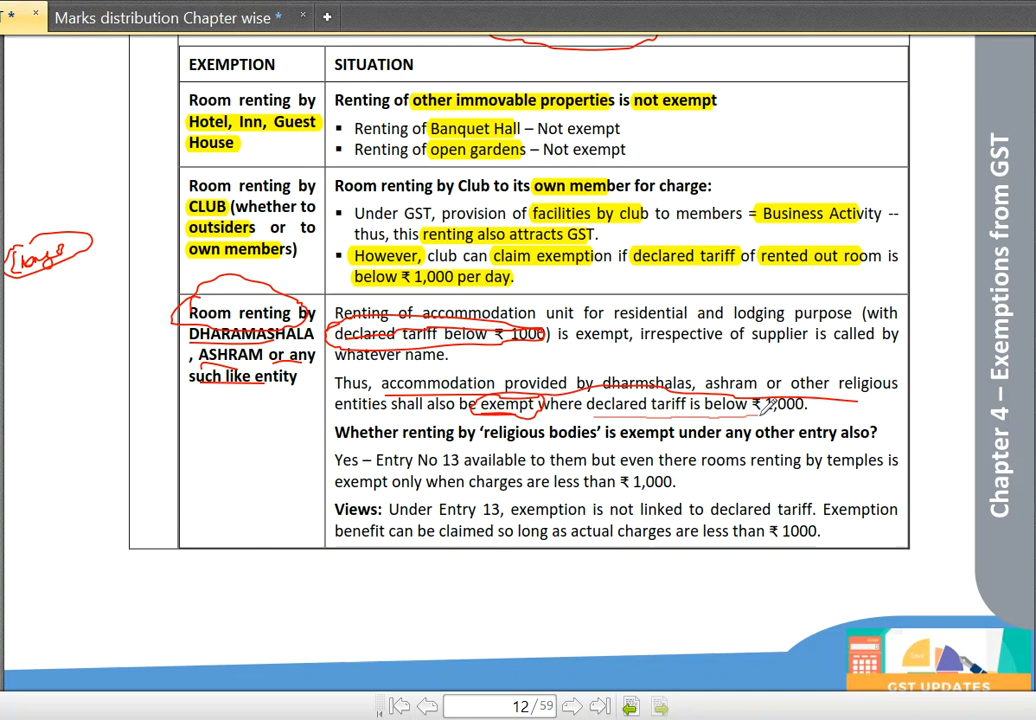 Marks distribution Chapter wise *
EXEMPTION
SITUATION
Room renting by
Hotel, Inn, Guest
House
Renting of other immovable properties is not exempt
▪ Renting of Banquet Hall – Not exempt
▪ Renting of open gardens – Not exempt
Room renting by
CLUB (whether to
outsiders or to
own members)
Room renting by Club to its own member for charge:
▪ Under GST, provision of facilities by club to members = Business Activity --
thus, this renting also attracts GST.
▪ However, club can claim exemption if declared tariff of rented out room is
below ₹ 1,000 per day.
Room renting by
DHARAMASHALA
, ASHRAM or any
such like entity
Renting of accommodation unit for residential and lodging purpose (with
declared tariff below ₹ 1000) is exempt, irrespective of supplier is called by
whatever name.
Thus, accommodation provided by dharmshalas, ashram or other religious
entities shall also be exempt where declared tariff is below ₹ 1,000.
Whether renting by ‘religious bodies’ is exempt under any other entry also?
Yes – Entry No 13 available to them but even there rooms renting by temples is
exempt only when charges are less than ₹ 1,000.
Views: Under Entry 13, exemption is not linked to declared tariff. Exemption
benefit can be claimed so long as actual charges are less than ₹ 1000.
Chapter 4 – Exemptions from GST
GST UPDATES
12/59